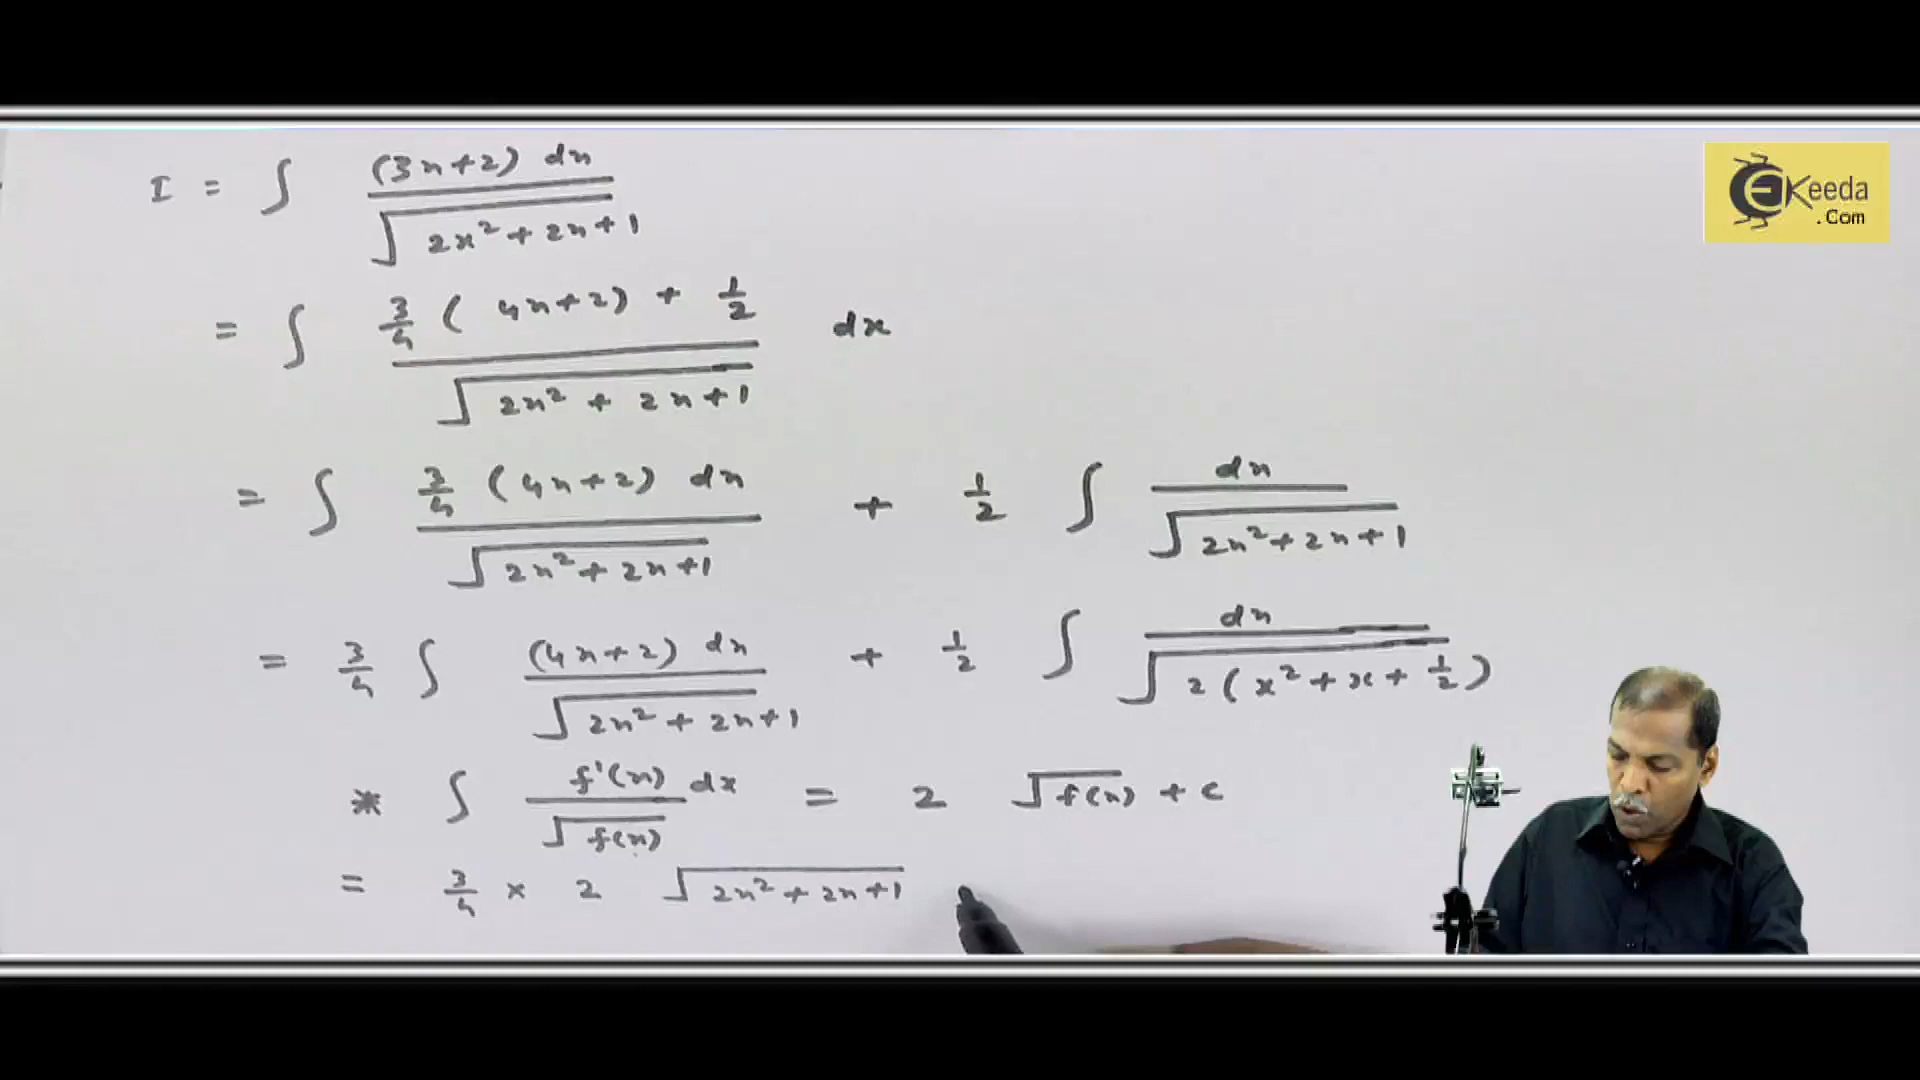 I = ∫ (3x+2) dx / √(2x² + 2x + 1)
= ∫ (3/4 (4x+2) + 1/2) / √(2x² + 2x + 1) dx
= ∫ 3/4 (4x+2) dx / √(2x² + 2x + 1) + 1/2 ∫ dx / √(2x² + 2x + 1)
= 3/4 ∫ (4x+2) dx / √(2x² + 2x + 1) + 1/2 ∫ dx / √(2(x² + x + 1/2))
* ∫ f'(x) / √f(x) dx = 2 √f(x) + c
= 3/4 × 2 √(2x² + 2x + 1)
EKeeda
.Com